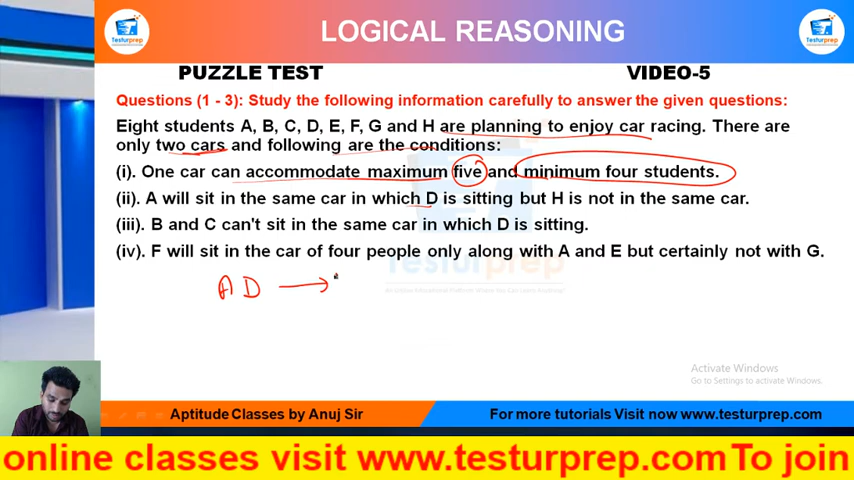 LOGICAL REASONING
Testurprep
Testurprep
PUZZLE TEST
VIDEO-5
Questions (1 - 3): Study the following information carefully to answer the given questions:
Eight students A, B, C, D, E, F, G and H are planning to enjoy car racing. There are
only two cars and following are the conditions:
(i). One car can accommodate maximum five and minimum four students.
(ii). A will sit in the same car in which D is sitting but H is not in the same car.
(iii). B and C can't sit in the same car in which D is sitting.
(iv). F will sit in the car of four people only along with A and E but certainly not with G.
Testurprep
A D →
Activate Windows
Go to Settings to activate Windows.
Aptitude Classes by Anuj Sir
For more tutorials Visit now www.testurprep.com
online classes visit www.testurprep.com To join